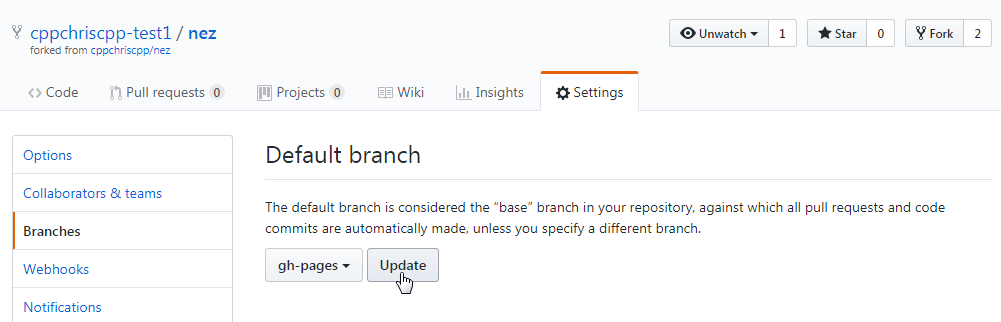 cppchriscpp-test1 / nez
forked from cppchriscpp/nez
Unwatch 1 Star 0 Fork 2
Code Pull requests 0 Projects 0 Wiki Insights Settings
Options
Collaborators & teams
Branches
Webhooks
Notifications
Default branch
The default branch is considered the “base” branch in your repository, against which all pull requests and code
commits are automatically made, unless you specify a different branch.
gh-pages Update